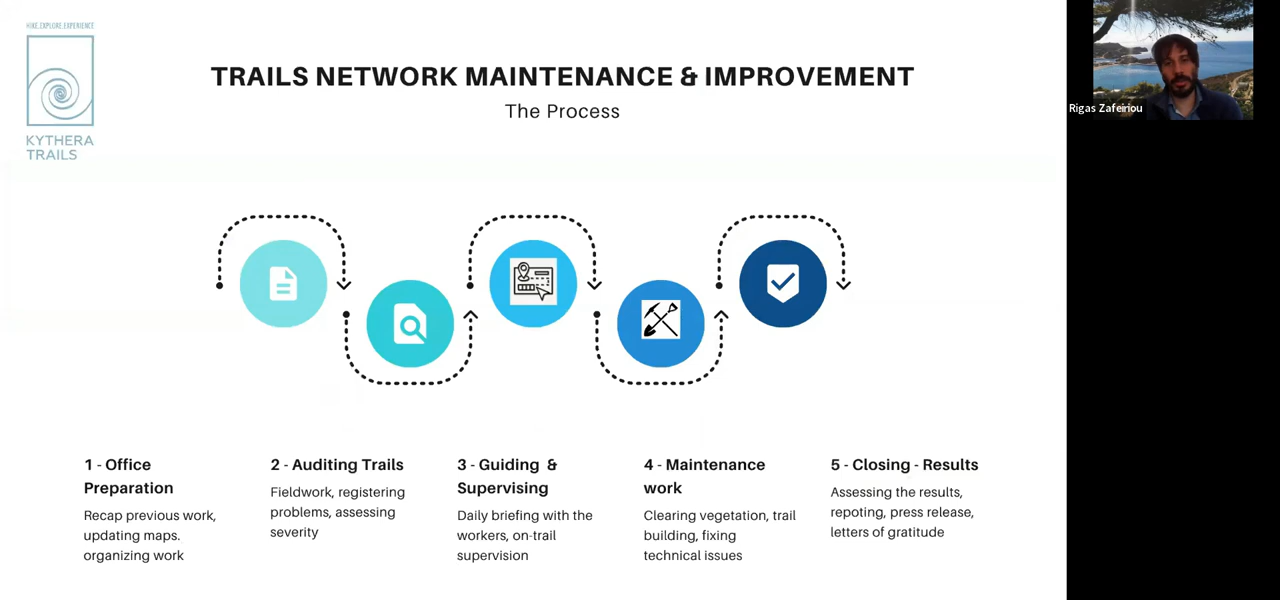 HIKE.EXPLORE.EXPERIENCE
KYTHERA
TRAILS
TRAILS NETWORK MAINTENANCE & IMPROVEMENT
The Process
Rigas Zafeiriou
1 - Office
Preparation
Recap previous work,
updating maps.
organizing work
2 - Auditing Trails
Fieldwork, registering
problems, assessing
severity
3 - Guiding &
Supervising
Daily briefing with the
workers, on-trail
supervision
4 - Maintenance
work
Clearing vegetation, trail
building, fixing
technical issues
5 - Closing - Results
Assessing the results,
repoting, press release,
letters of gratitude